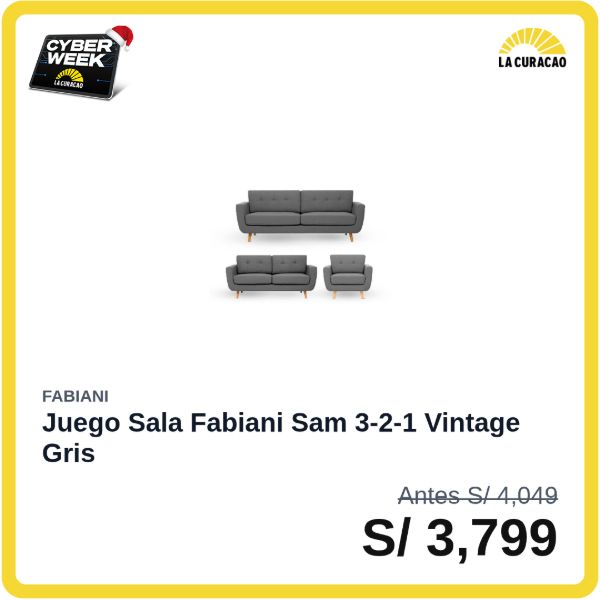 CYBER
WEEK
LA CURACAO
LA CURACAO
FABIANI
Juego Sala Fabiani Sam 3-2-1 Vintage
Gris
Antes S/ 4,049
S/ 3,799